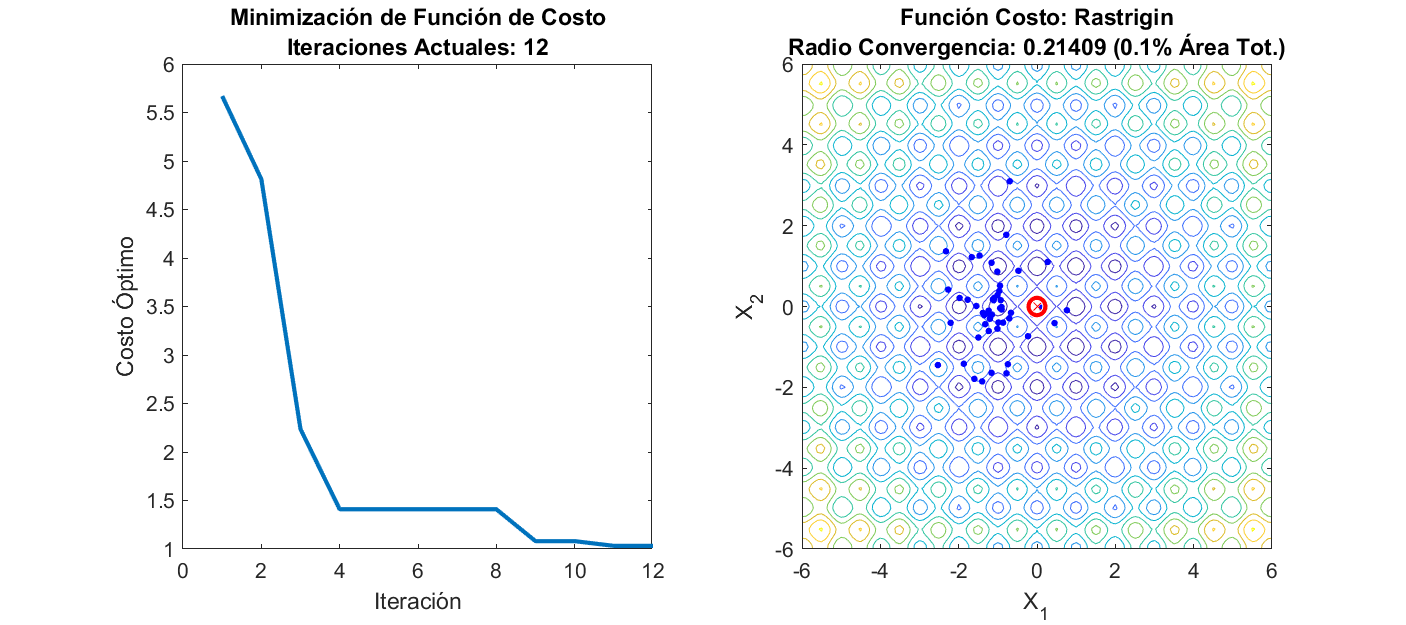 Minimización de Función de Costo
Iteraciones Actuales: 12
6
5.5
5
4.5
4
3.5
3
2.5
2
1.5
1
Costo Óptimo
0 2 4 6 8 10 12
Iteración
Función Costo: Rastrigin
Radio Convergencia: 0.21409 (0.1% Área Tot.)
6
4
2
0
-2
-4
-6
X_2
-6 -4 -2 0 2 4 6
X_1